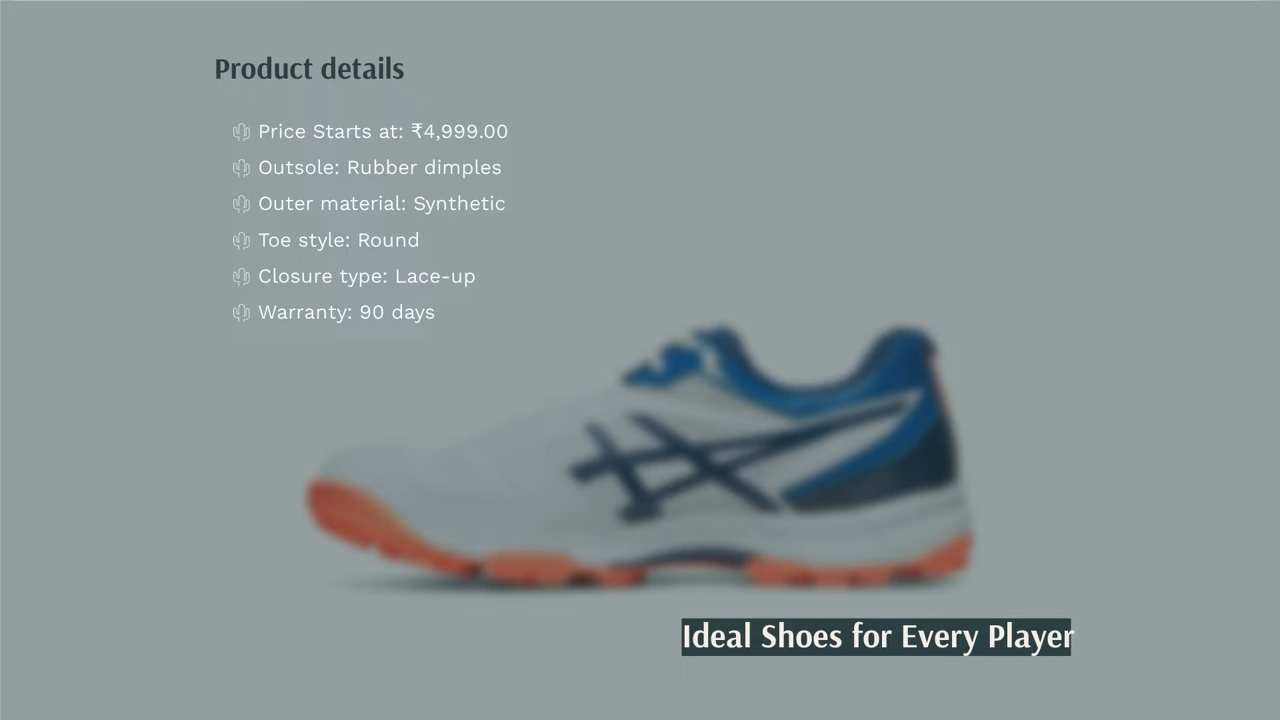 Product details
Price Starts at: ₹4,999.00
Outsole: Rubber dimples
Outer material: Synthetic
Toe style: Round
Closure type: Lace-up
Warranty: 90 days
Ideal Shoes for Every Player